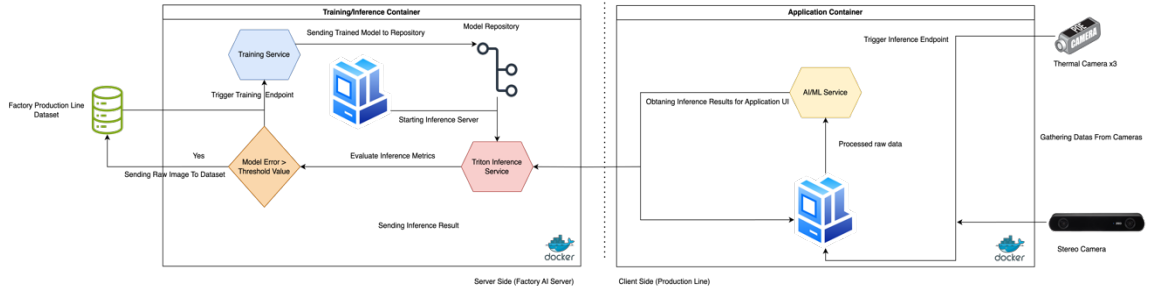 Training/Inference Container
Application Container
Sending Trained Model to Repository
Model Repository
Training Service
Trigger Inference Endpoint
POE
CAMERA
Thermal Camera x3
Factory Production Line
Dataset
Trigger Training Endpoint
Starting Inference Server
AI/ML Service
Obtaning Inference Results for Application UI
Gathering Datas From Cameras
Yes
Sending Raw Image To Dataset
Model Error >
Threshold Value
Evaluate Inference Metrics
Triton Inference
Service
Processed raw data
Sending Inference Result
docker
docker
Stereo Camera
Server Side (Factory AI Server)
Client Side (Production Line)